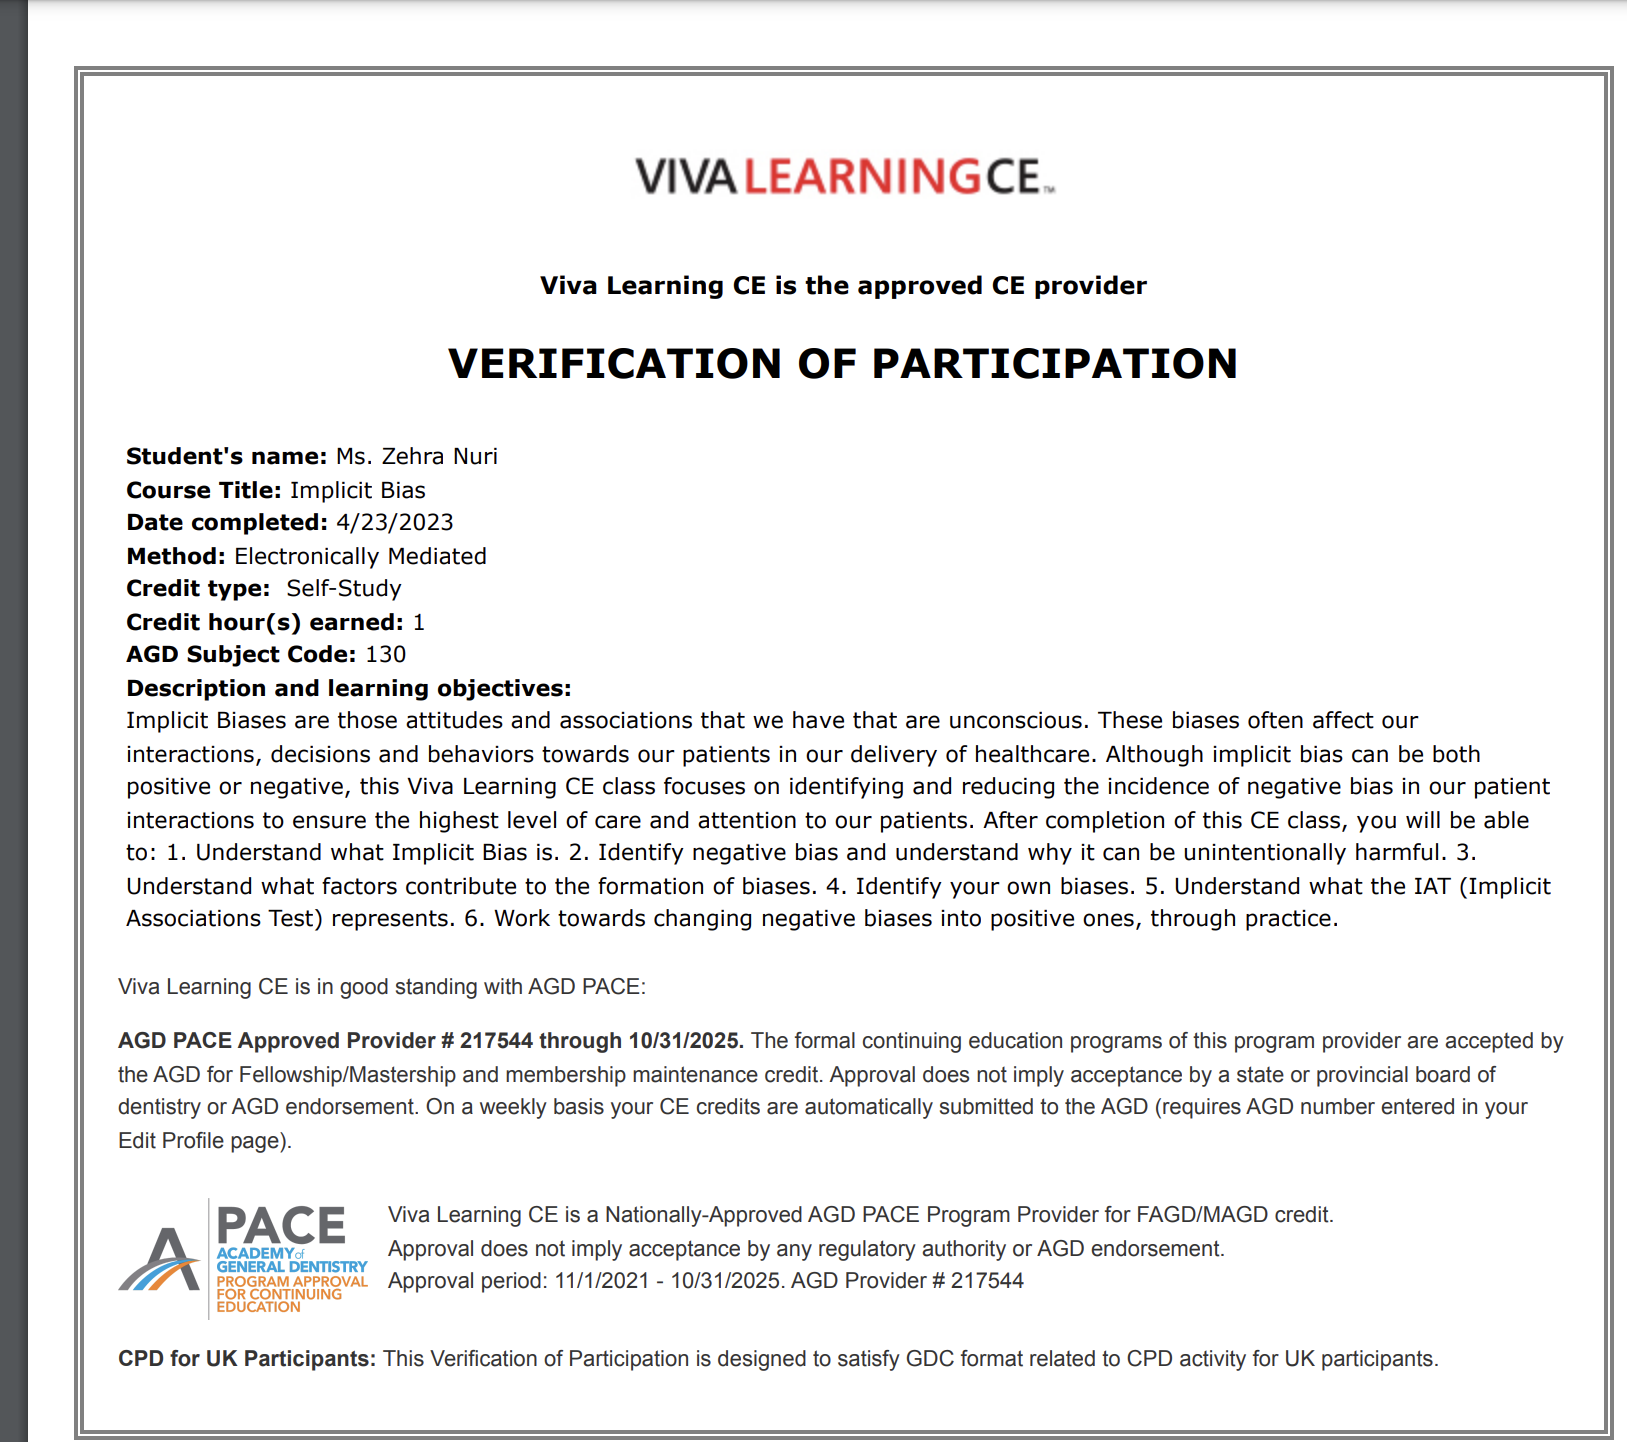 VIVA LEARNING CE™
Viva Learning CE is the approved CE provider
VERIFICATION OF PARTICIPATION
Student's name: Ms. Zehra Nuri
Course Title: Implicit Bias
Date completed: 4/23/2023
Method: Electronically Mediated
Credit type: Self-Study
Credit hour(s) earned: 1
AGD Subject Code: 130
Description and learning objectives:
Implicit Biases are those attitudes and associations that we have that are unconscious. These biases often affect our
interactions, decisions and behaviors towards our patients in our delivery of healthcare. Although implicit bias can be both
positive or negative, this Viva Learning CE class focuses on identifying and reducing the incidence of negative bias in our patient
interactions to ensure the highest level of care and attention to our patients. After completion of this CE class, you will be able
to: 1. Understand what Implicit Bias is. 2. Identify negative bias and understand why it can be unintentionally harmful. 3.
Understand what factors contribute to the formation of biases. 4. Identify your own biases. 5. Understand what the IAT (Implicit
Associations Test) represents. 6. Work towards changing negative biases into positive ones, through practice.
Viva Learning CE is in good standing with AGD PACE:
AGD PACE Approved Provider # 217544 through 10/31/2025. The formal continuing education programs of this program provider are accepted by
the AGD for Fellowship/Mastership and membership maintenance credit. Approval does not imply acceptance by a state or provincial board of
dentistry or AGD endorsement. On a weekly basis your CE credits are automatically submitted to the AGD (requires AGD number entered in your
Edit Profile page).
PACE
ACADEMY of
GENERAL DENTISTRY
PROGRAM APPROVAL
FOR CONTINUING
EDUCATION
Viva Learning CE is a Nationally-Approved AGD PACE Program Provider for FAGD/MAGD credit.
Approval does not imply acceptance by any regulatory authority or AGD endorsement.
Approval period: 11/1/2021 - 10/31/2025. AGD Provider # 217544
CPD for UK Participants: This Verification of Participation is designed to satisfy GDC format related to CPD activity for UK participants.